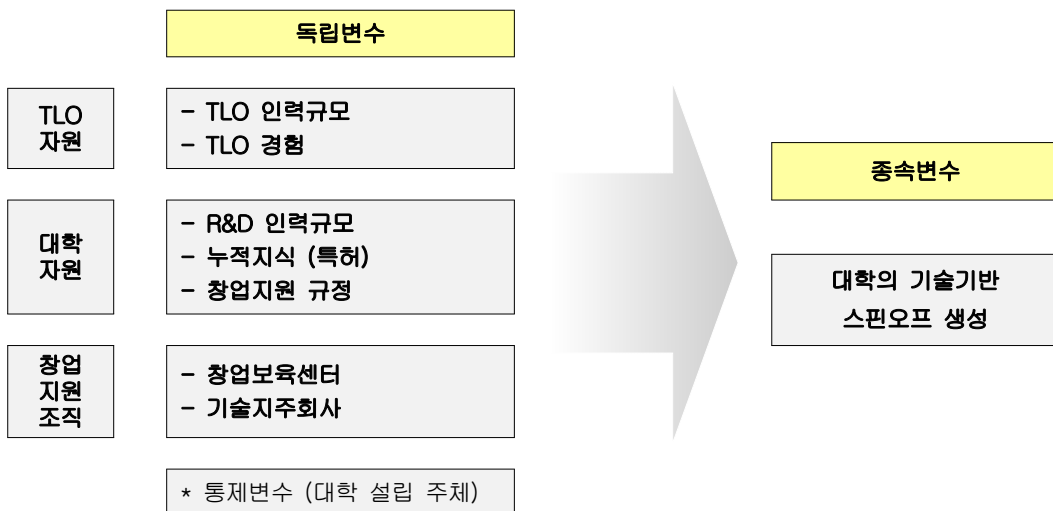 독립변수
TLO
자원
- TLO 인력규모
- TLO 경험
대학
자원
- R&D 인력규모
- 누적지식 (특허)
- 창업지원 규정
창업
지원
조직
- 창업보육센터
- 기술지주회사
* 통제변수 (대학 설립 주체)
종속변수
대학의 기술기반
스핀오프 생성